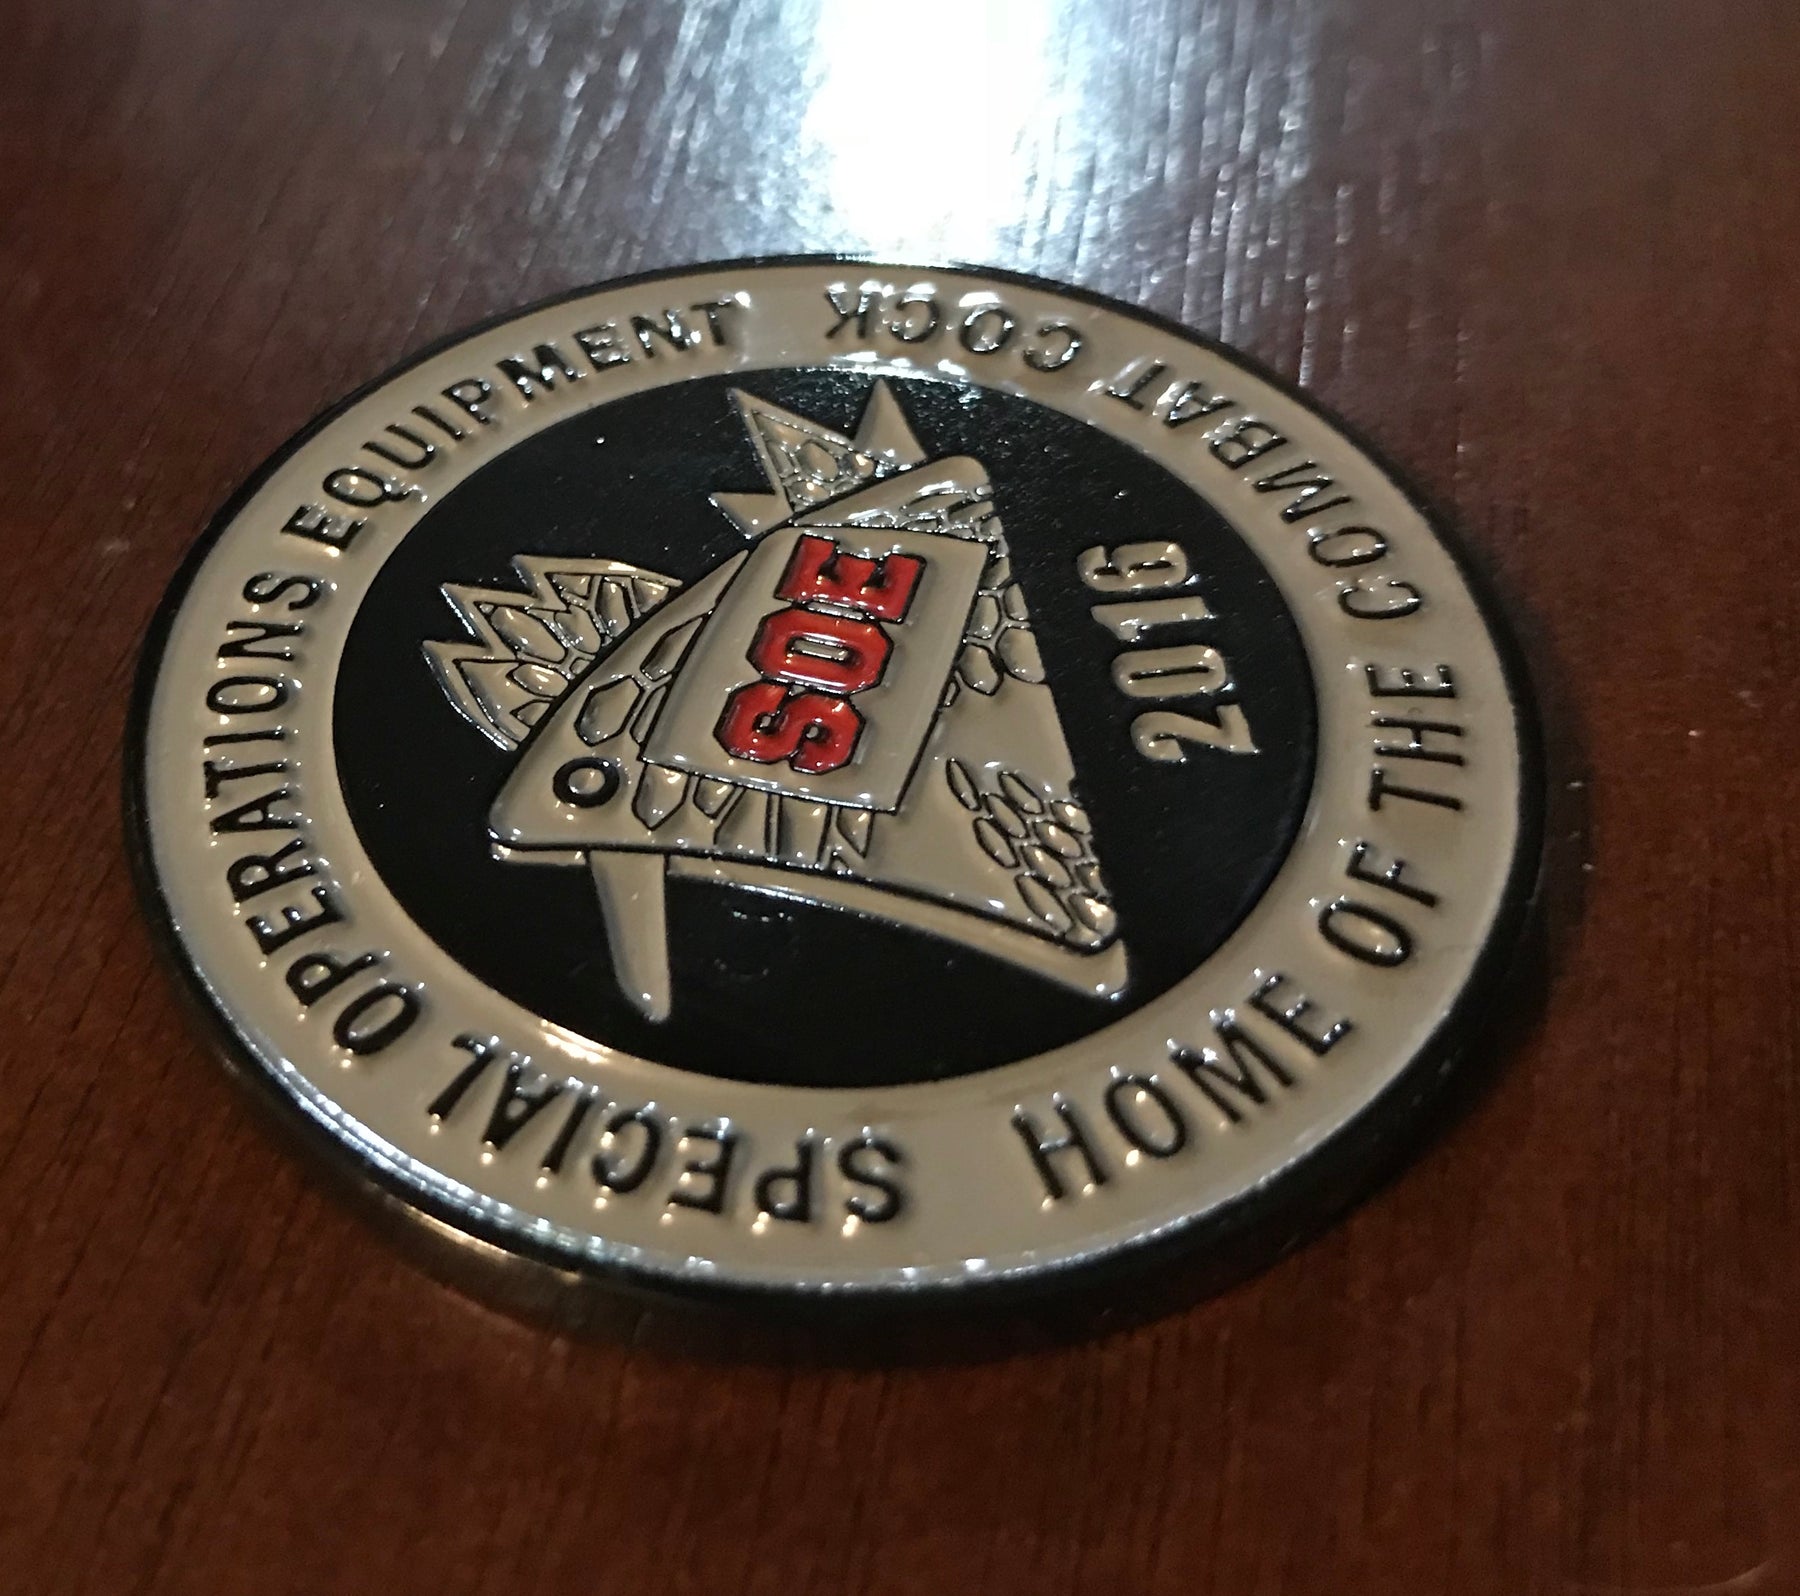 SPECIAL OPERATIONS EQUIPMENT
SOE
2016
HOME OF THE COMBAT COCK